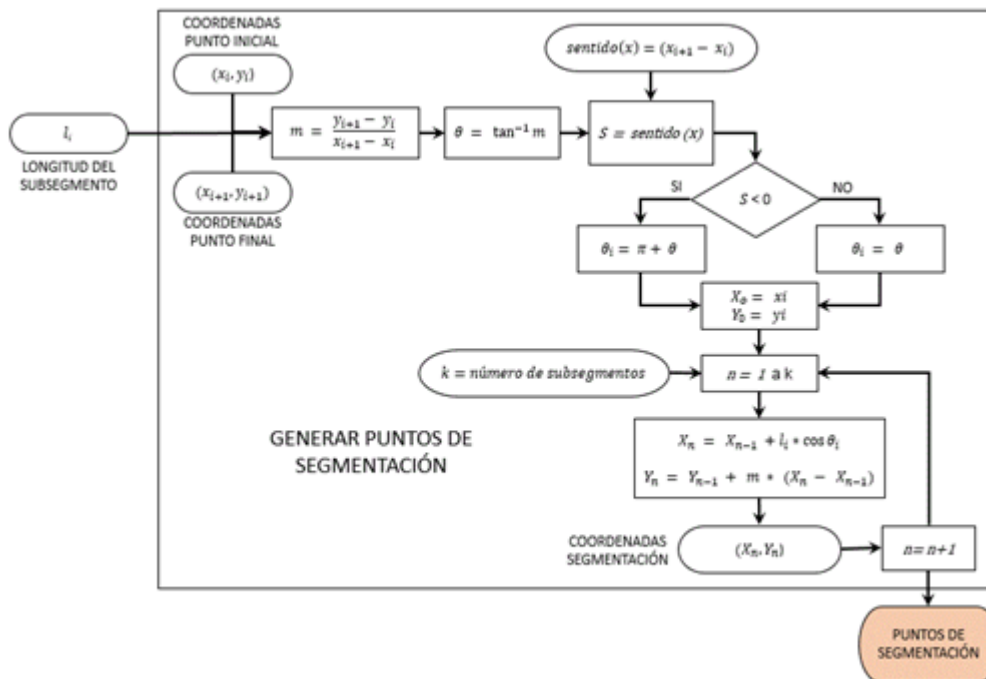 COORDENADAS
PUNTO INICIAL
(x_i, y_i)
sentido(x) = (x_{i+1} − x_i)
l_i
LONGITUD DEL
SUBSEGMENTO
m = \frac{y_{i+1} − y_i}{x_{i+1} − x_i}
θ = tan^{−1} m
S = sentido(x)
(x_{i+1}, y_{i+1})
COORDENADAS
PUNTO FINAL
SI
S < 0
NO
θ_i = π + θ
θ_i = θ
X_0 = xi
Y_0 = yi
k = número de subsegmentos
n = 1 a k
GENERAR PUNTOS DE
SEGMENTACIÓN
X_n = X_{n−1} + l_i * cos θ_i
Y_n = Y_{n−1} + m * (X_n − X_{n−1})
COORDENADAS
SEGMENTACIÓN
(X_n, Y_n)
n= n+1
PUNTOS DE
SEGMENTACIÓN